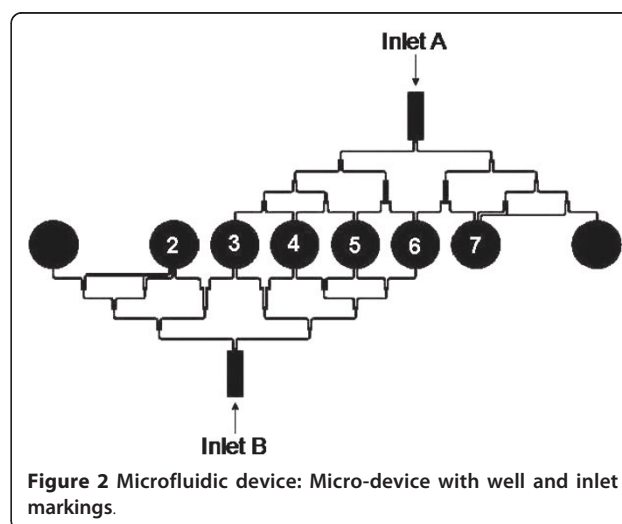 Inlet A
2 3 4 5 6 7
Inlet B
Figure 2 Microfluidic device: Micro-device with well and inlet
markings.